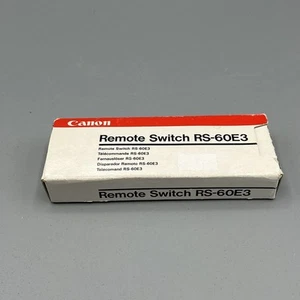 Canon
Remote Switch RS-60E3
Remote Switch RS-60E3
Télécommande RS-60E3
Fernauslöser RS-60E3
Disparador Remoto RS-60E3
Telecomand RS-60E3
Remote Switch RS-60E3